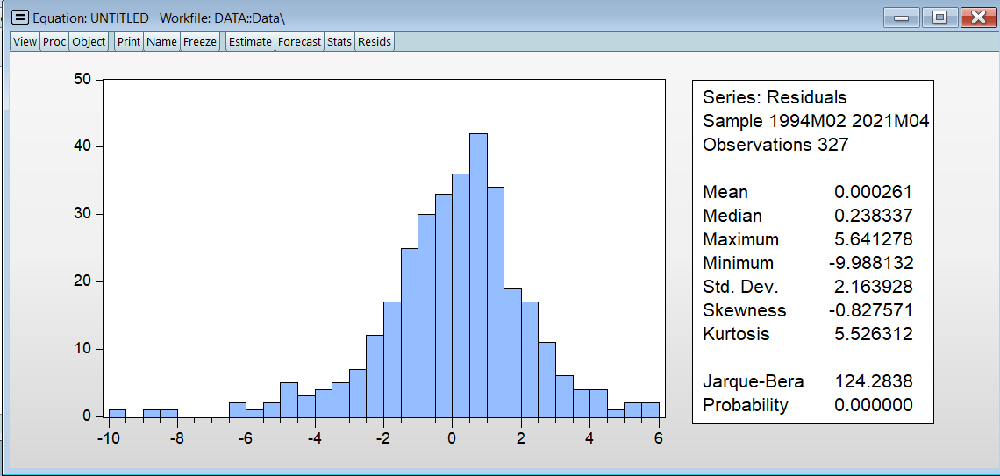 Equation: UNTITLED Workfile: DATA::Data\
View Proc Object Print Name Freeze Estimate Forecast Stats Resids
50
40
30
20
10
0
-10 -8 -6 -4 -2 0 2 4 6
Series: Residuals
Sample 1994M02 2021M04
Observations 327
Mean 0.000261
Median 0.238337
Maximum 5.641278
Minimum -9.988132
Std. Dev. 2.163928
Skewness -0.827571
Kurtosis 5.526312
Jarque-Bera 124.2838
Probability 0.000000